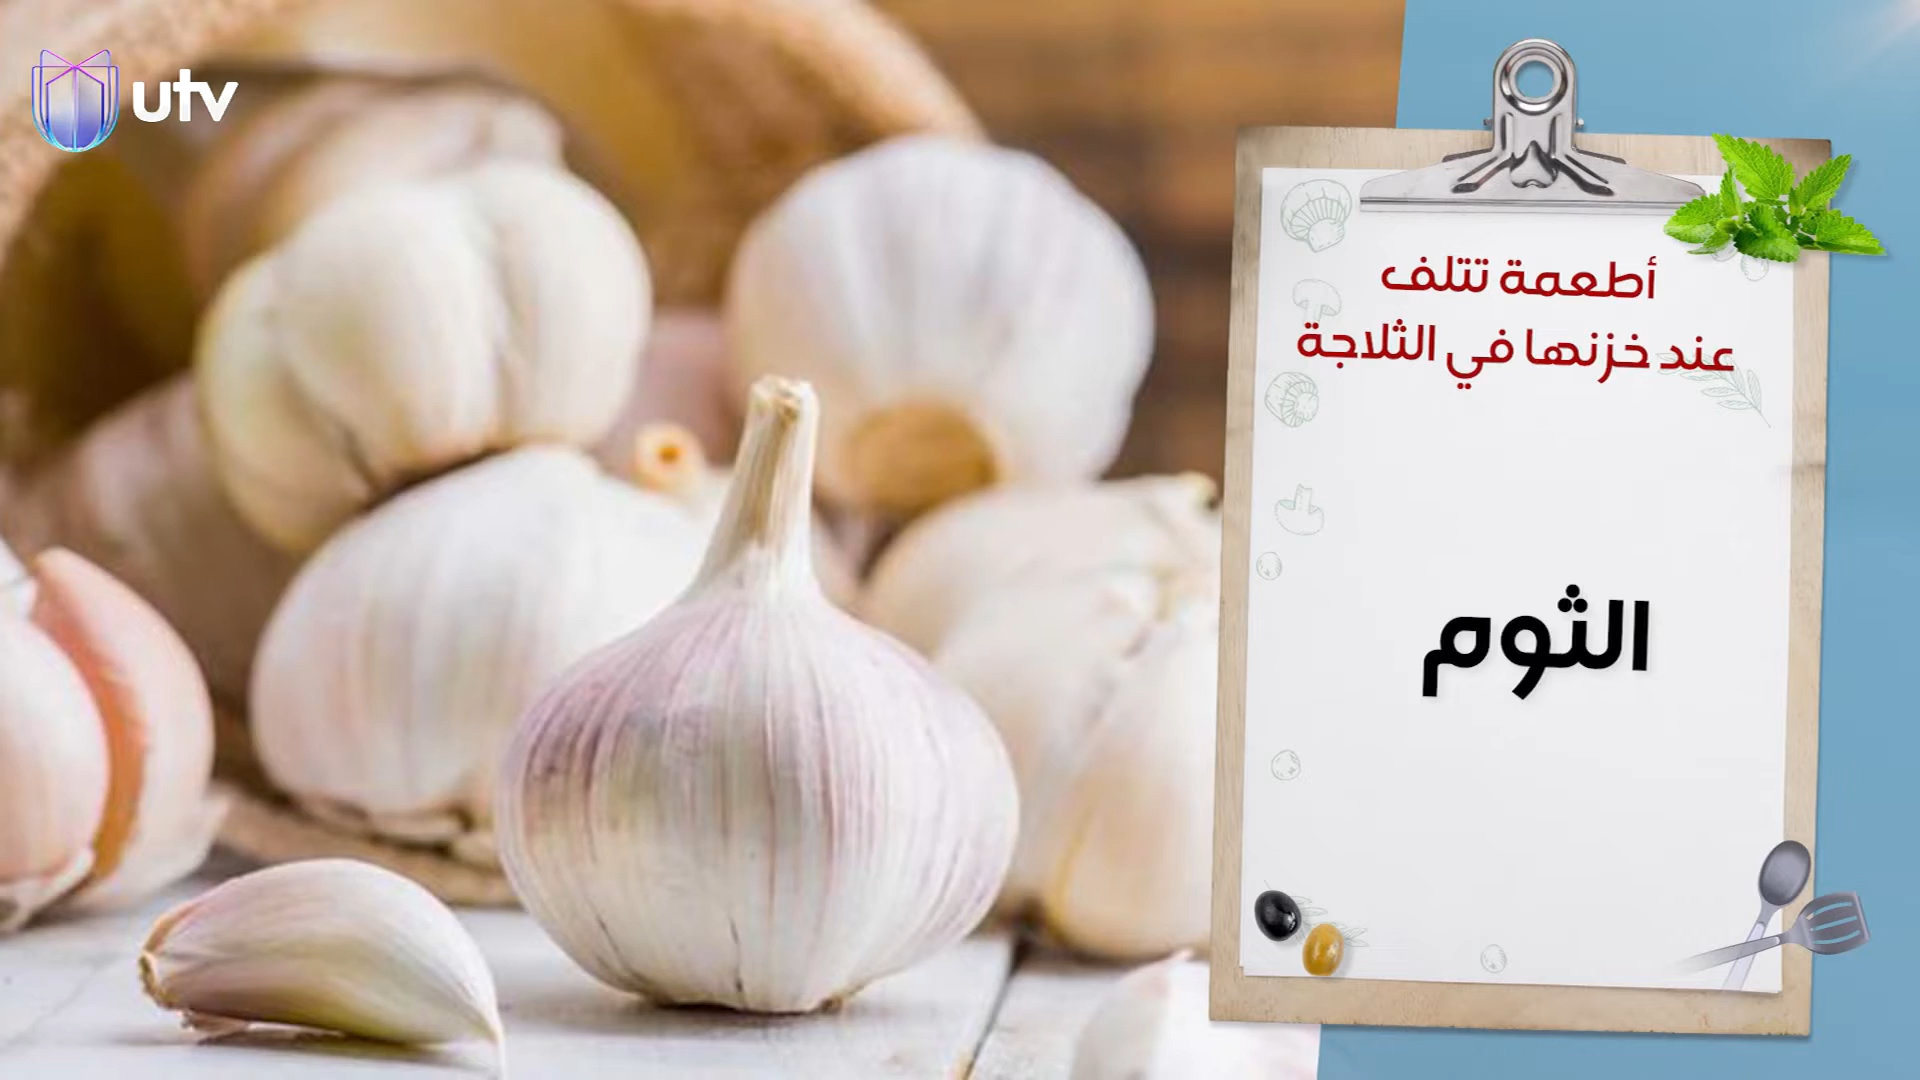 utv
أطعمة تتلف
عند خزنها في الثلاجة
الثوم